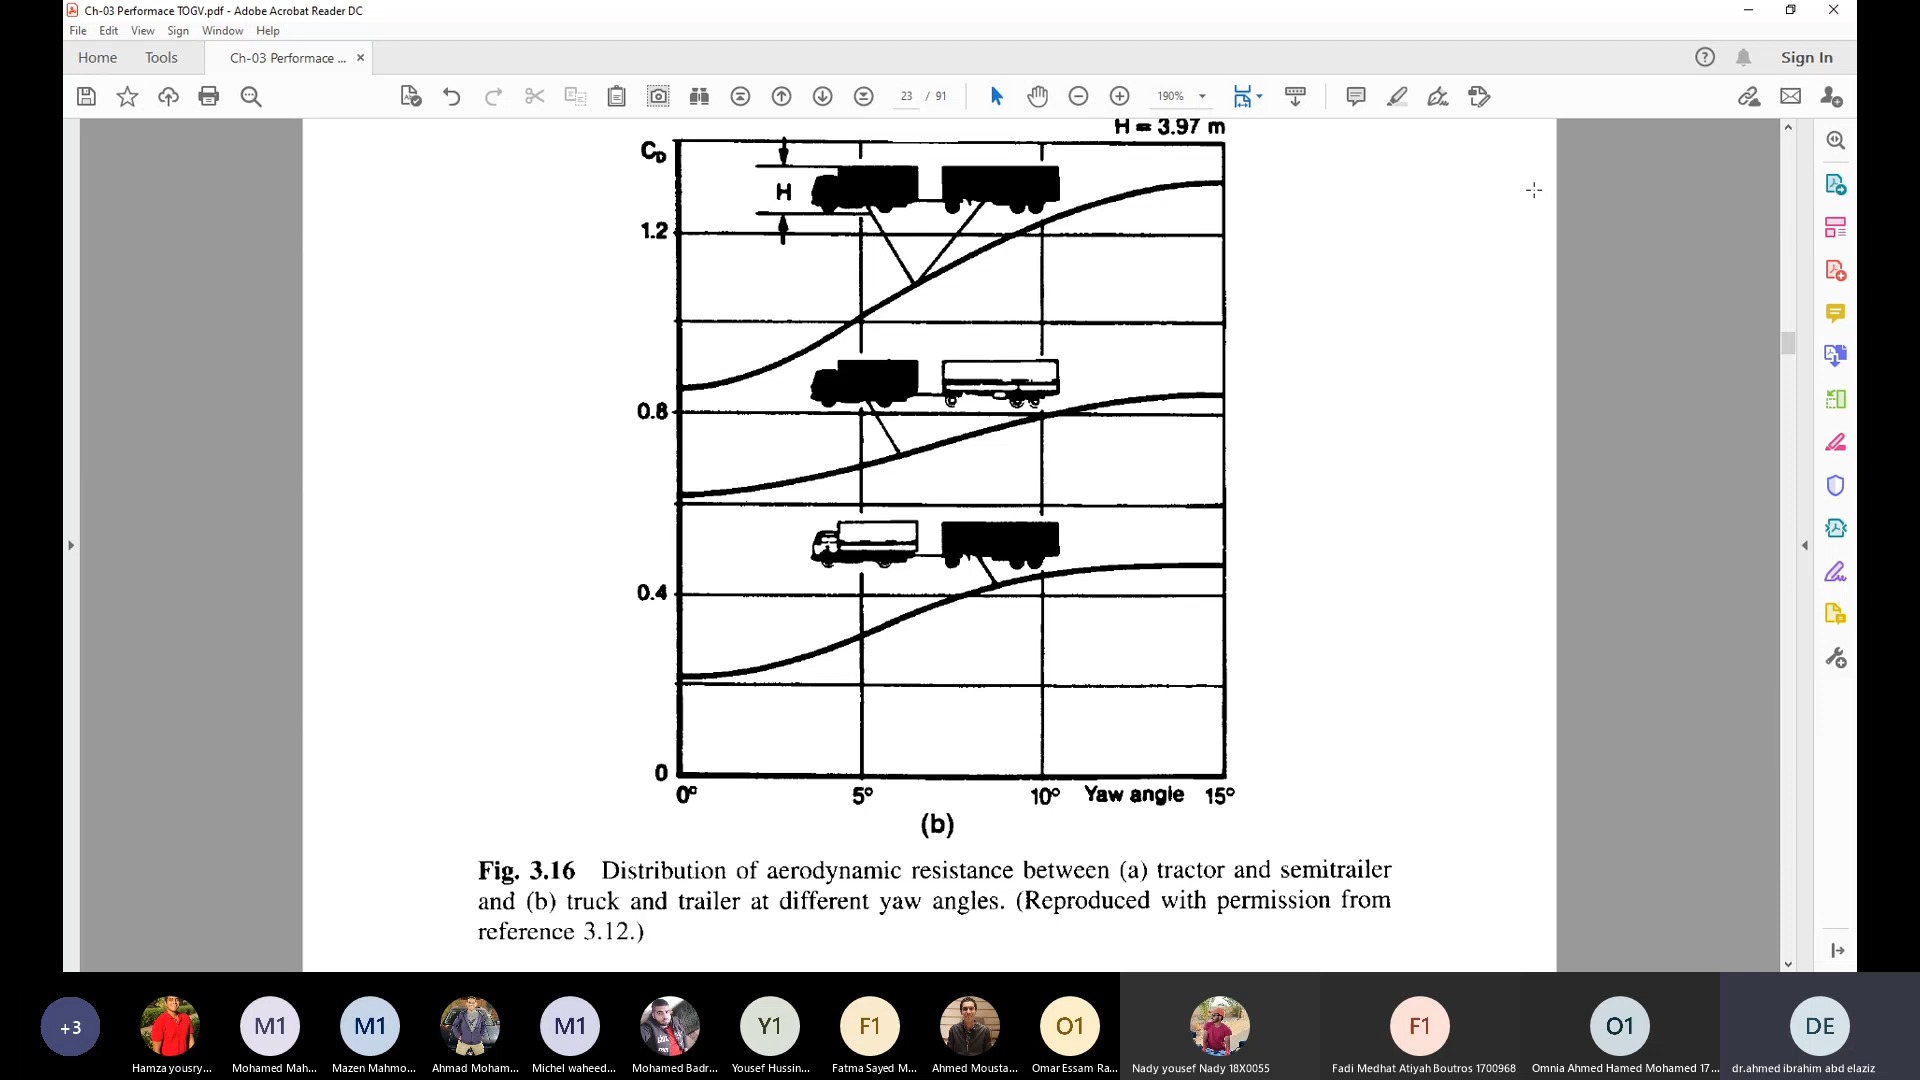 Ch-03 Performace TOGV.pdf - Adobe Acrobat Reader DC
File Edit View Sign Window Help
Home Tools Ch-03 Performace ... × Sign In
23 / 91 190%
H = 3.97 m
CD
H
1.2
0.8
0.4
0
0° 5° 10° Yaw angle 15°
(b)
Fig. 3.16 Distribution of aerodynamic resistance between (a) tractor and semitrailer
and (b) truck and trailer at different yaw angles. (Reproduced with permission from
reference 3.12.)
+3 M1 M1 M1 Y1 F1 O1 F1 O1 DE
Hamza yousry... Mohamed Mah... Mazen Mahmo... Ahmad Moham... Michel waheed... Mohamed Badr... Yousef Hussin... Fatma Sayed M... Ahmed Mousta... Omar Essam Ra... Nady yousef Nady 18X0055 Fadi Medhat Atiyah Boutros 1700968 Omnia Ahmed Hamed Mohamed 17... dr.ahmed ibrahim abd elaziz